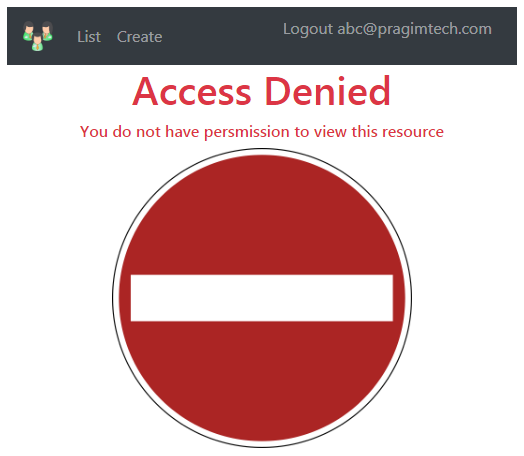 List Create Logout abc@pragimtech.com
Access Denied
You do not have persmission to view this resource